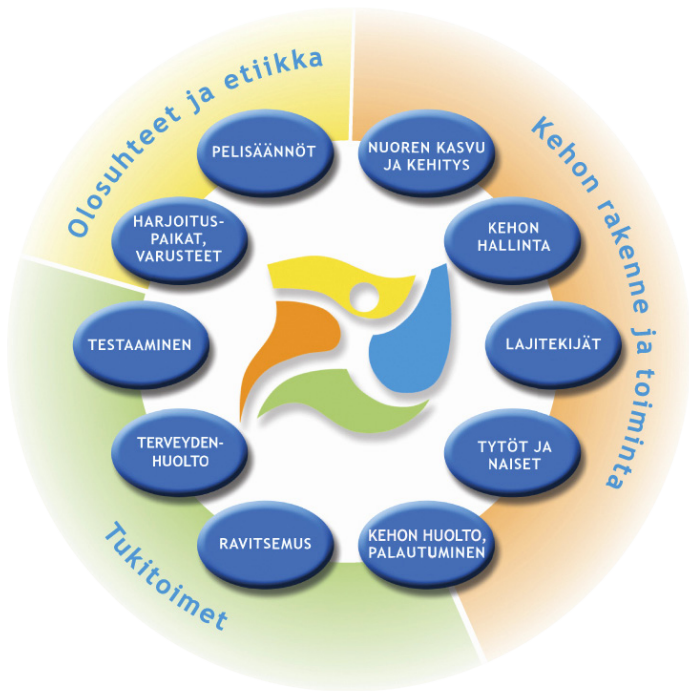 Olosuhteet ja etiikka
Kehon rakenne ja toiminta
Tukitoimet
PELISÄÄNNÖT
NUOREN KASVU
JA KEHITYS
HARJOITUS-
PAIKAT,
VARUSTEET
KEHON
HALLINTA
TESTAAMINEN
LAJITEKIJÄT
TERVEYDEN-
HUOLTO
TYTÖT JA
NAISET
RAVITSEMUS
KEHON HUOLTO,
PALAUTUMINEN